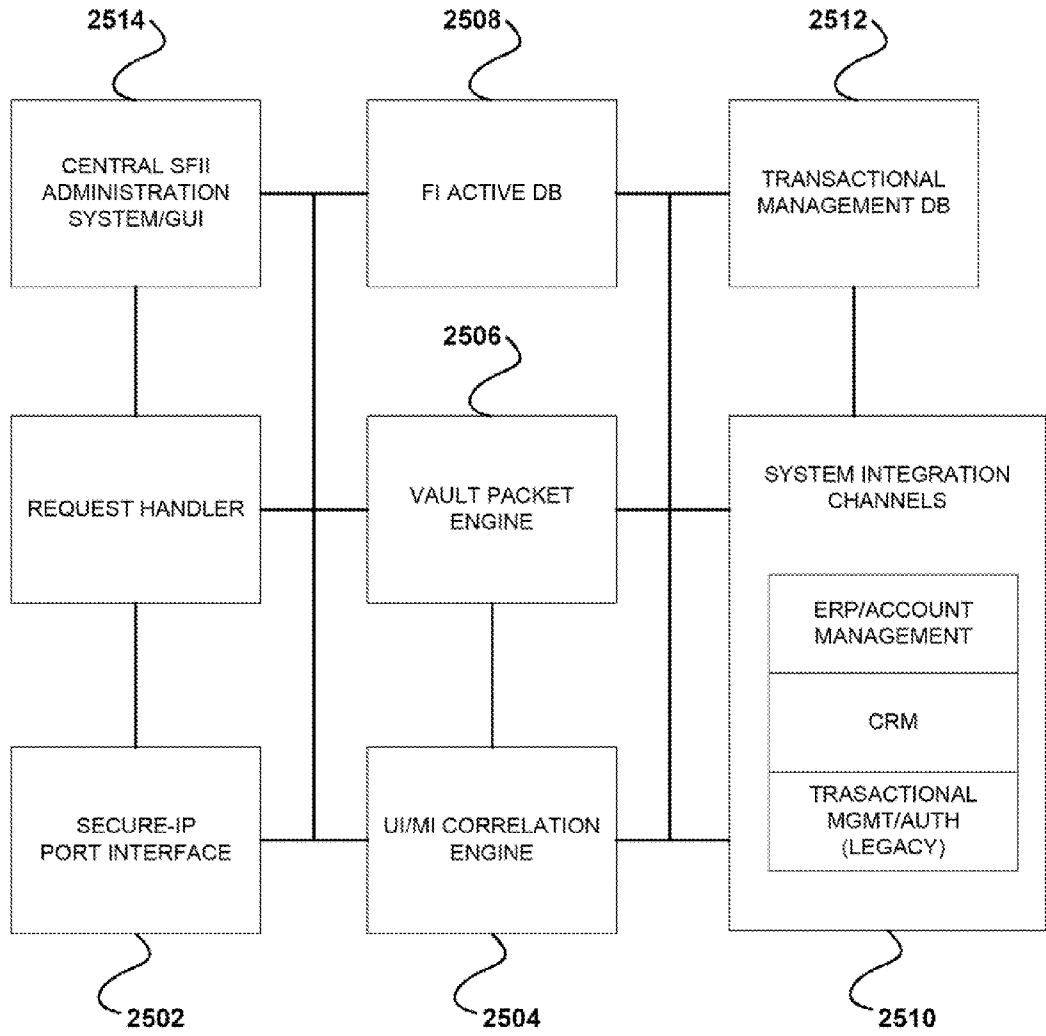 2514
2508
2512
CENTRAL SFII
ADMINISTRATION
SYSTEM/GUI
FI ACTIVE DB
TRANSACTIONAL
MANAGEMENT DB
2506
REQUEST HANDLER
VAULT PACKET
ENGINE
SYSTEM INTEGRATION
CHANNELS
ERP/ACCOUNT
MANAGEMENT
CRM
TRASACTIONAL
MGMT/AUTH
(LEGACY)
SECURE-IP
PORT INTERFACE
UI/MI CORRELATION
ENGINE
2502
2504
2510